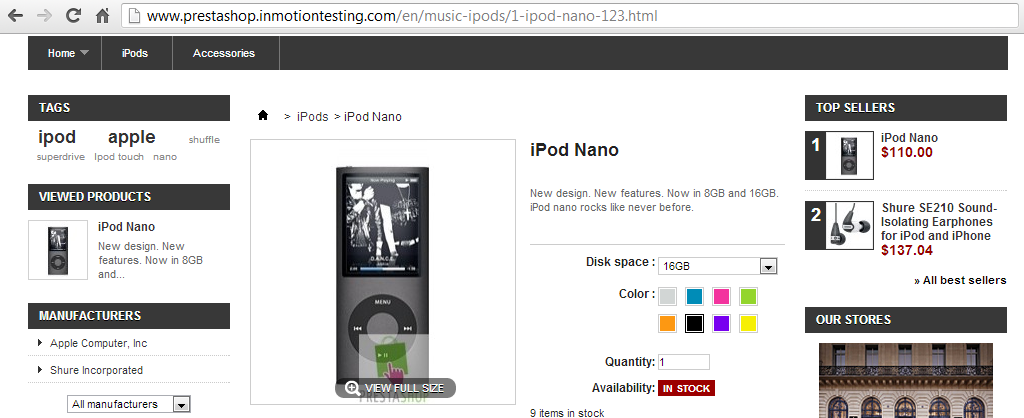 www.prestashop.inmotiontesting.com/en/music-ipods/1-ipod-nano-123.html
Home iPods Accessories
TAGS
ipod apple shuffle
superdrive Ipod touch nano
VIEWED PRODUCTS
iPod Nano
New design. New
features. Now in 8GB
and...
MANUFACTURERS
Apple Computer, Inc
Shure Incorporated
All manufacturers
> iPods > iPod Nano
Now Playing
D.A.N.C.E.
MENU
VIEW FULL SIZE
PRESTASHOP
iPod Nano
New design. New features. Now in 8GB and 16GB.
iPod nano rocks like never before.
Disk space : 16GB
Color :
Quantity: 1
Availability: IN STOCK
9 items in stock
TOP SELLERS
1 iPod Nano
$110.00
2 Shure SE210 Sound-
Isolating Earphones
for iPod and iPhone
$137.04
» All best sellers
OUR STORES